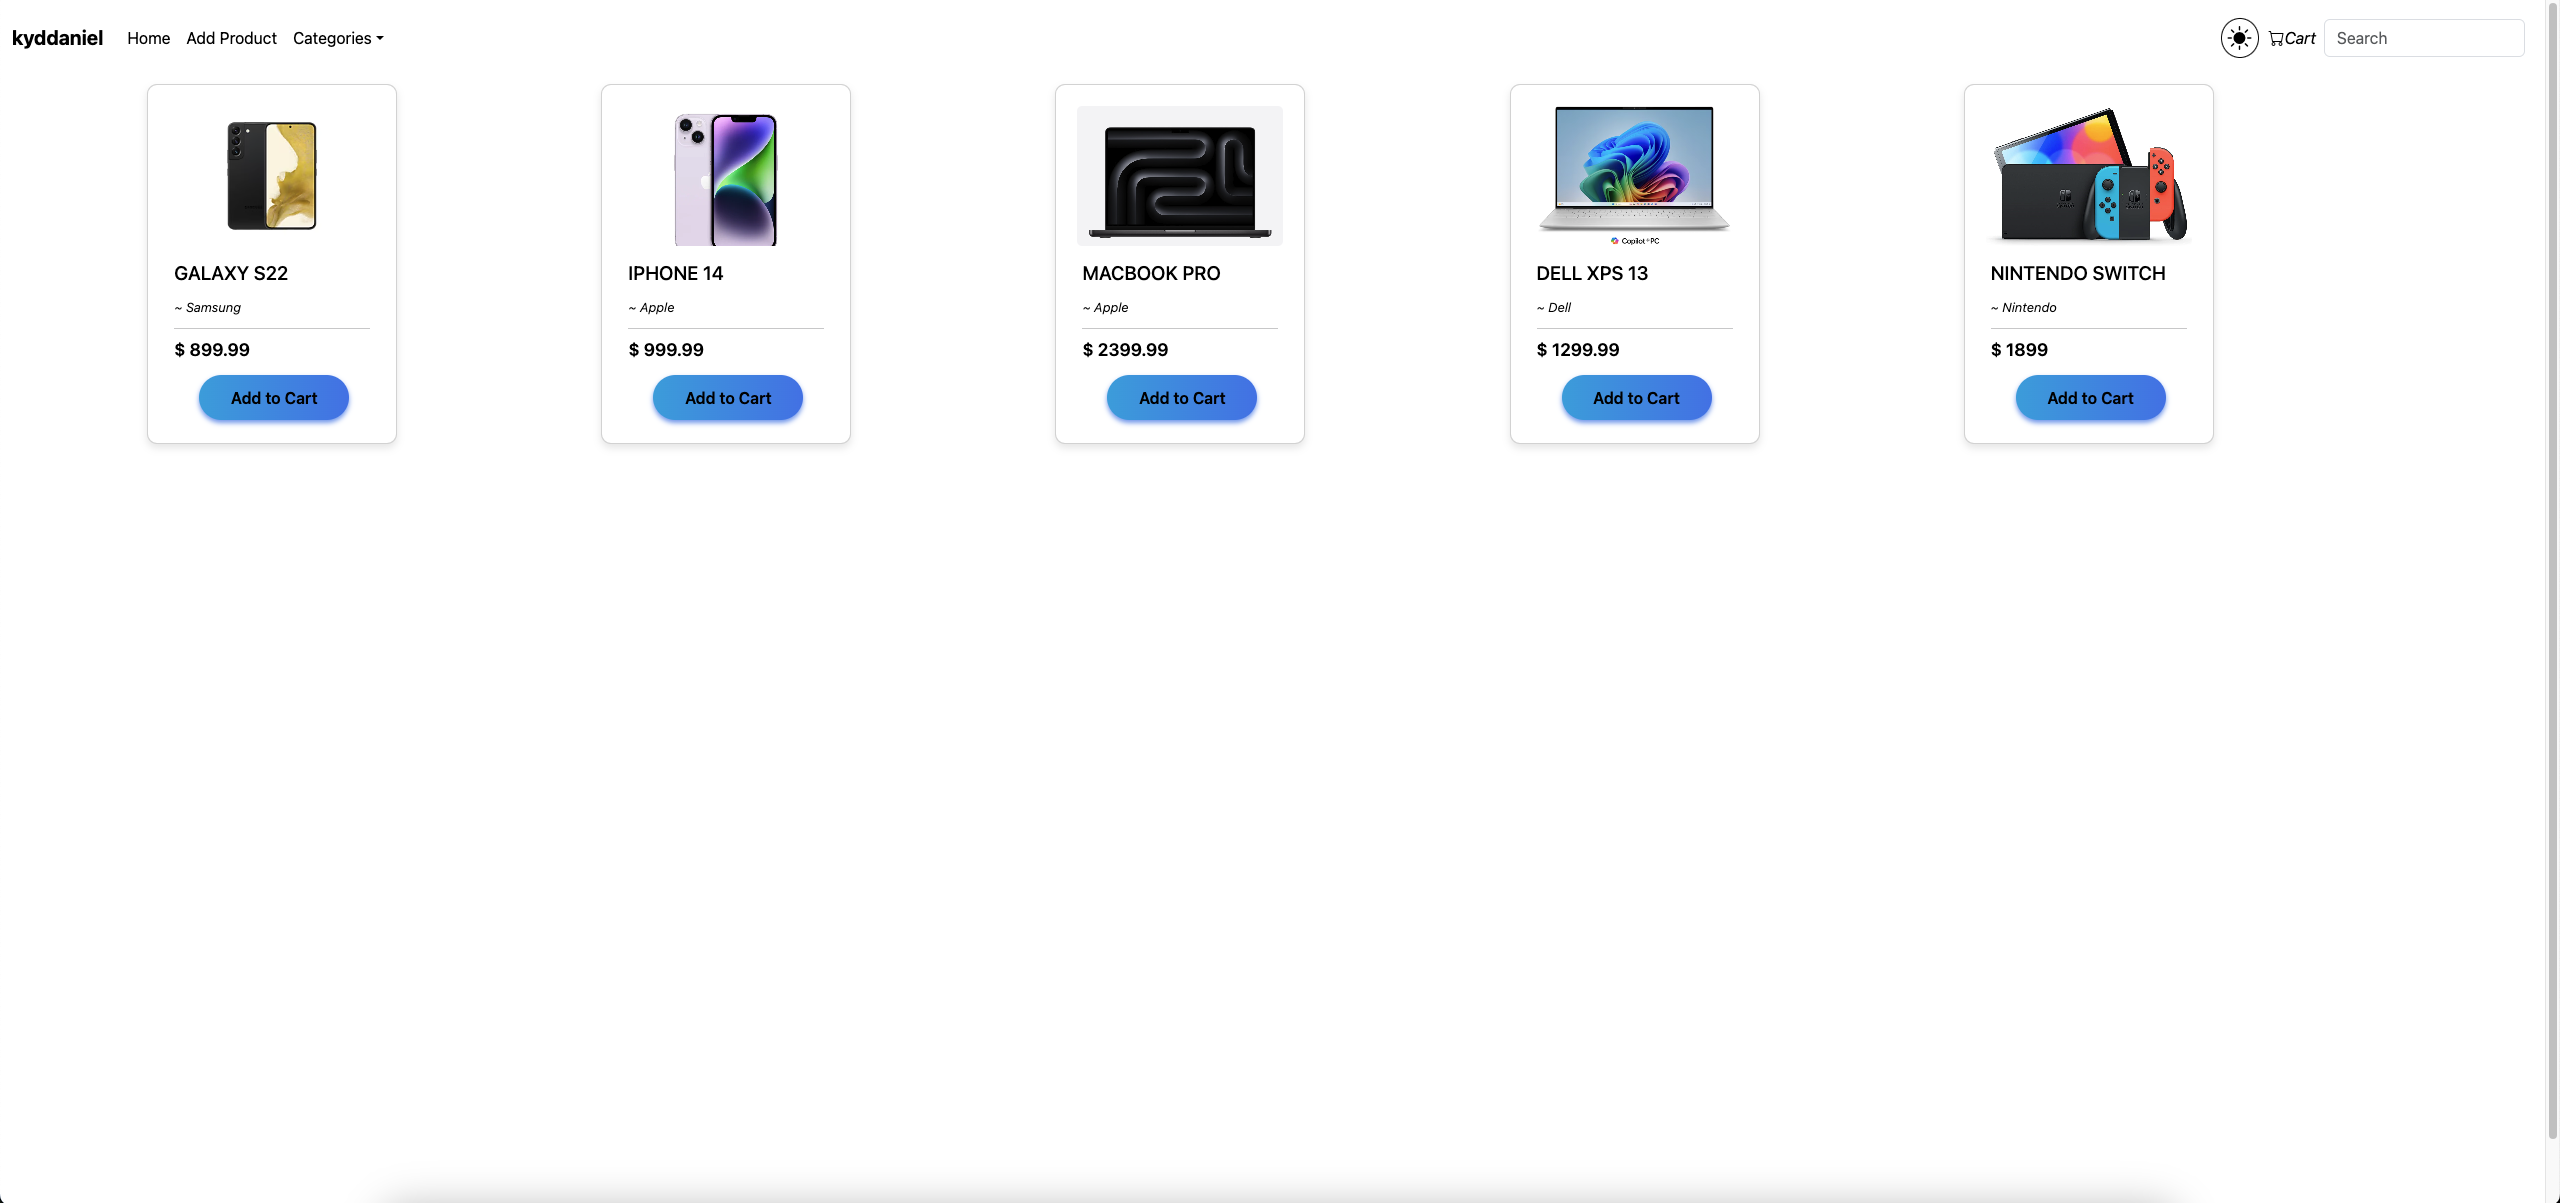 kyddaniel Home Add Product Categories Cart Search
GALAXY S22
~ Samsung
$ 899.99
Add to Cart
IPHONE 14
~ Apple
$ 999.99
Add to Cart
MACBOOK PRO
~ Apple
$ 2399.99
Add to Cart
Copilot+PC
DELL XPS 13
~ Dell
$ 1299.99
Add to Cart
NINTENDO SWITCH
~ Nintendo
$ 1899
Add to Cart